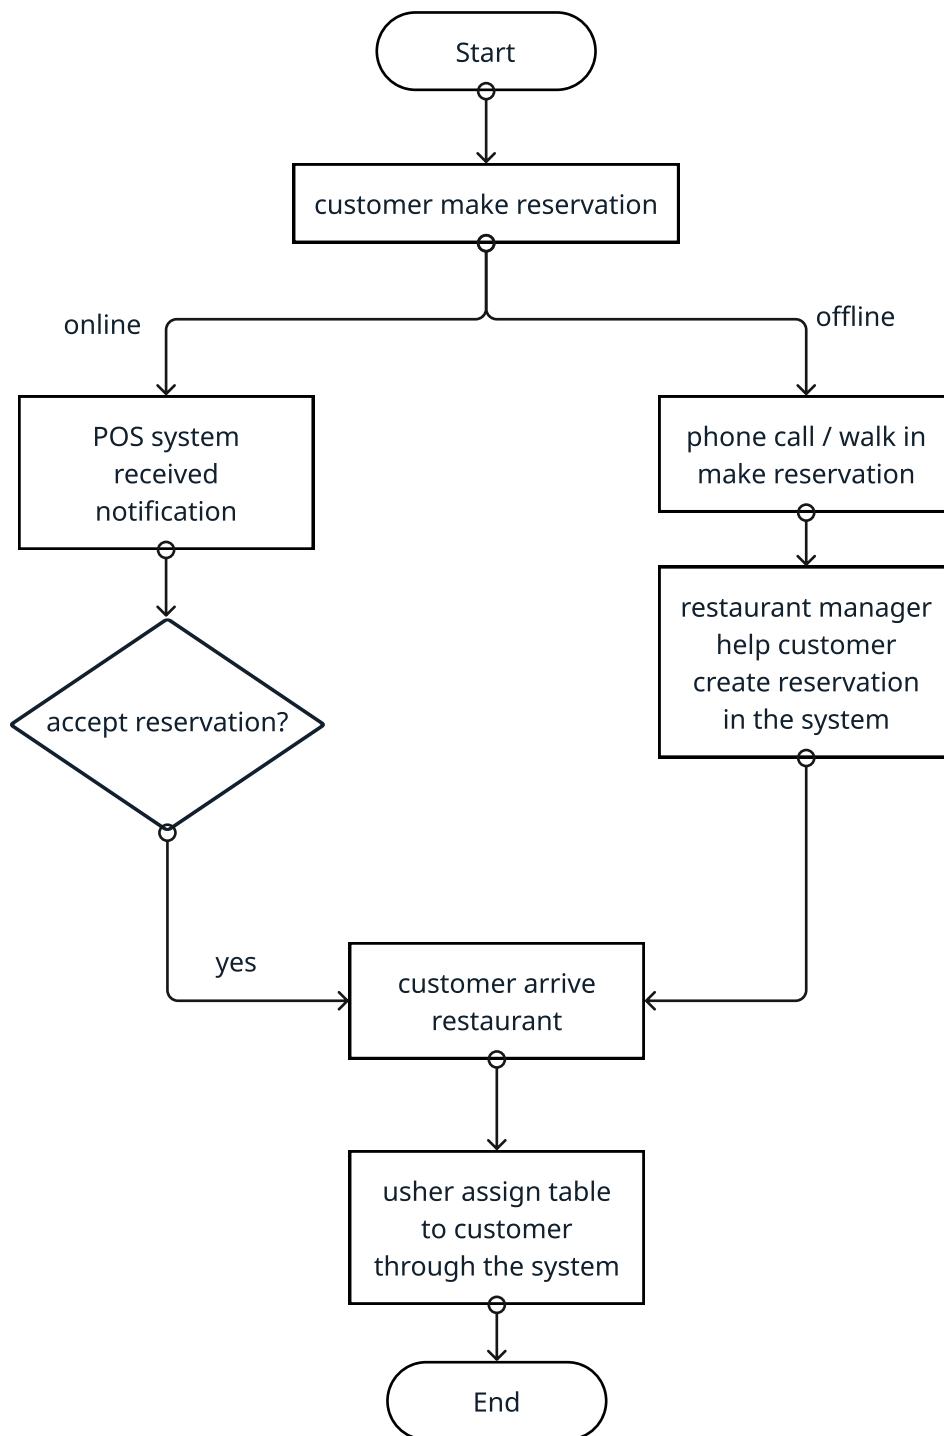 Start
customer make reservation
online
offline
POS system
received
notification
phone call / walk in
make reservation
restaurant manager
help customer
create reservation
in the system
accept reservation?
yes
customer arrive
restaurant
usher assign table
to customer
through the system
End